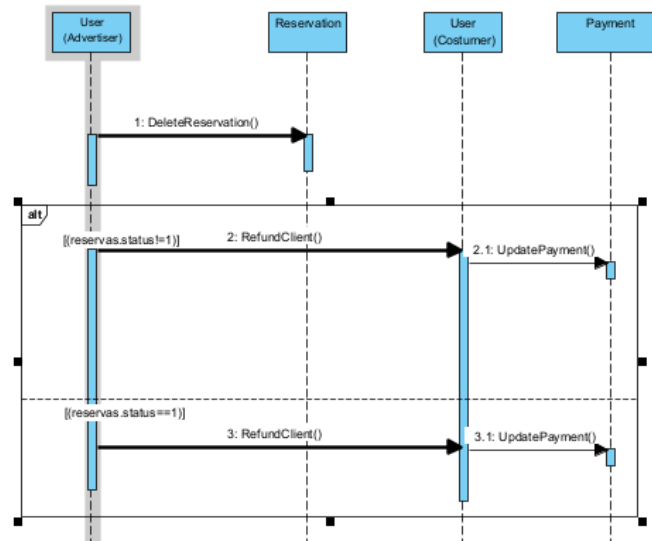 User
(Advertiser)
Reservation
User
(Costumer)
Payment
1: DeleteReservation()
alt
[(reservas.status!=1)]
2: RefundClient()
2.1: UpdatePayment()
[(reservas.status==1)]
3: RefundClient()
3.1: UpdatePayment()